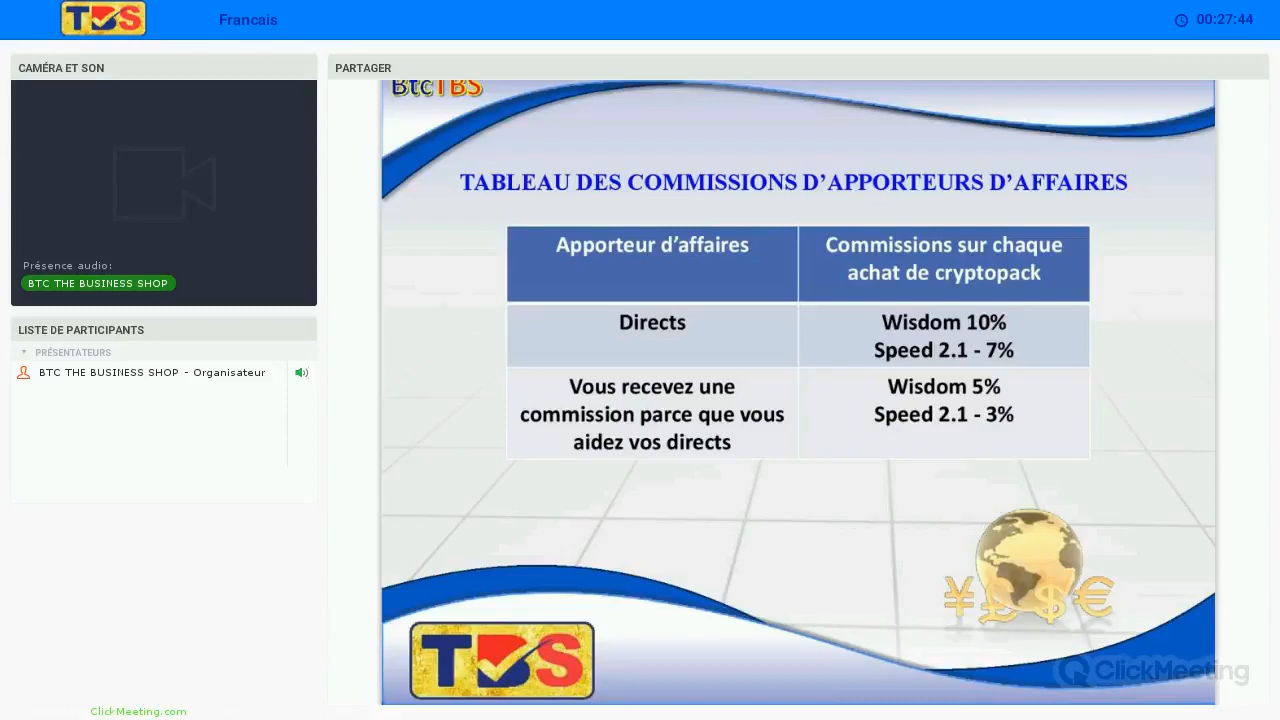 TBS
Francais
00:27:44
CAMÉRA ET SON
Présence audio:
BTC THE BUSINESS SHOP
LISTE DE PARTICIPANTS
PRÉSENTATEURS
BTC THE BUSINESS SHOP - Organisateur
ClickMeeting.com
PARTAGER
BtcTBS
TABLEAU DES COMMISSIONS D’APPORTEURS D’AFFAIRES
Apporteur d’affaires
Commissions sur chaque
achat de cryptopack
Directs
Wisdom 10%
Speed 2.1 - 7%
Vous recevez une
commission parce que vous
aidez vos directs
Wisdom 5%
Speed 2.1 - 3%
¥£$€
TBS
ClickMeeting